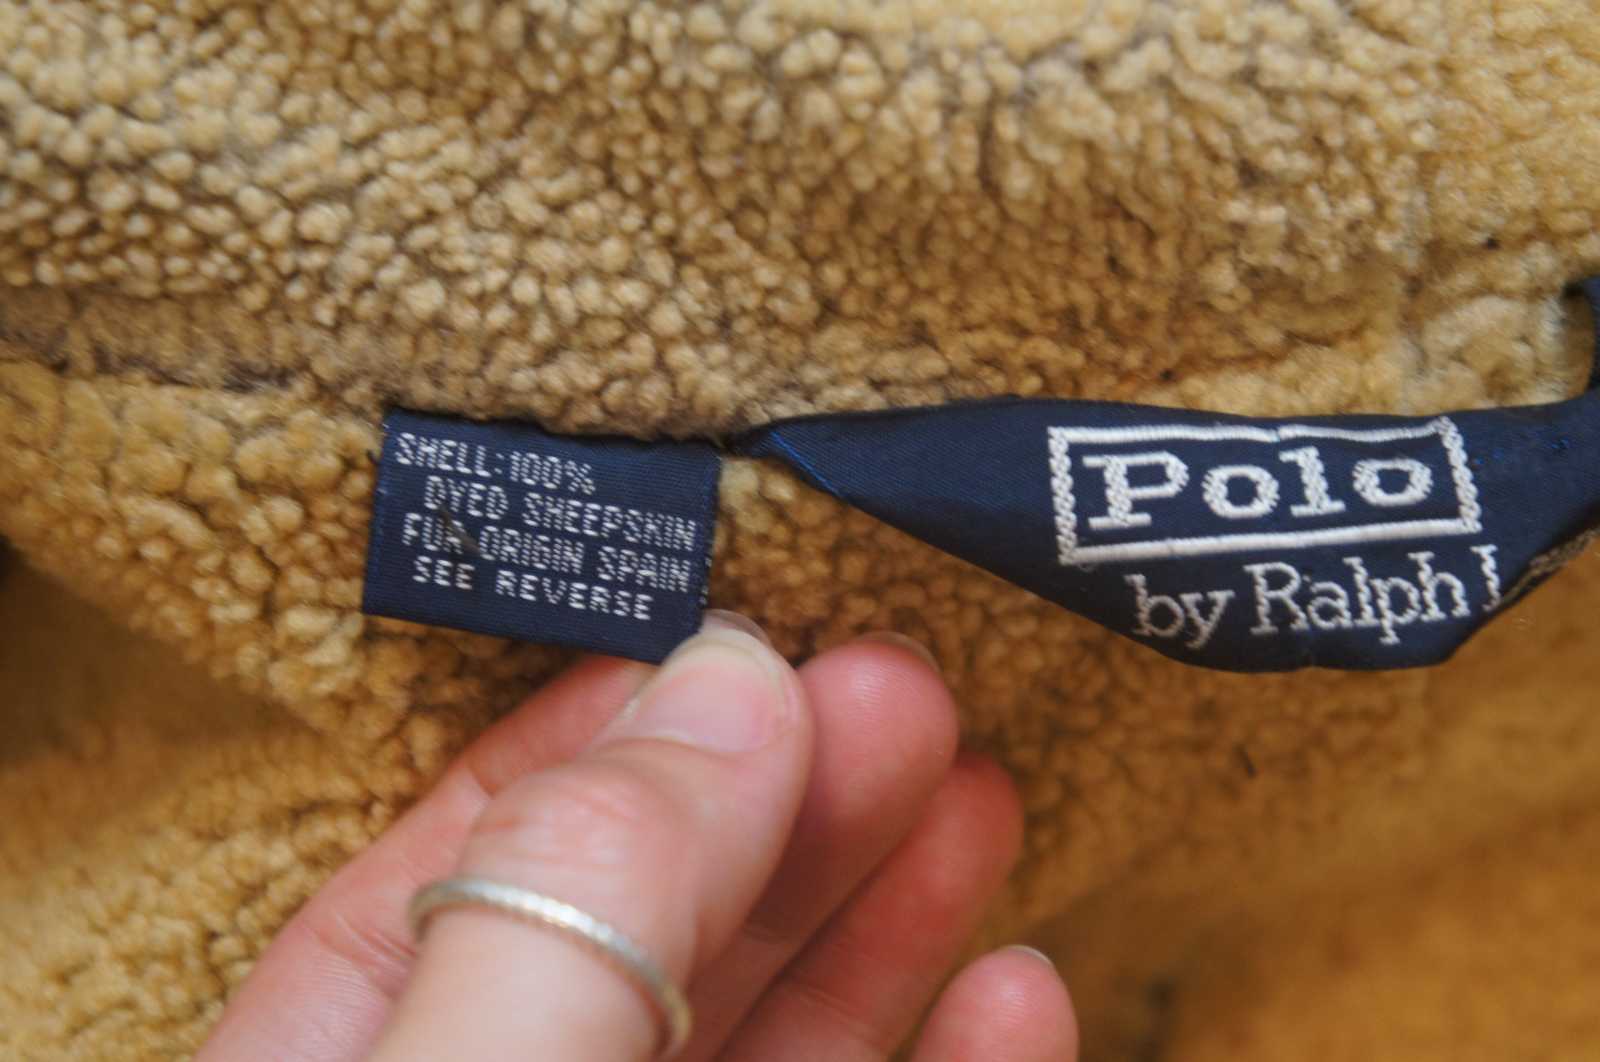 SHELL:100%
DYED SHEEPSKIN
FUR ORIGIN SPAIN
SEE REVERSE
Polo
by Ralph L